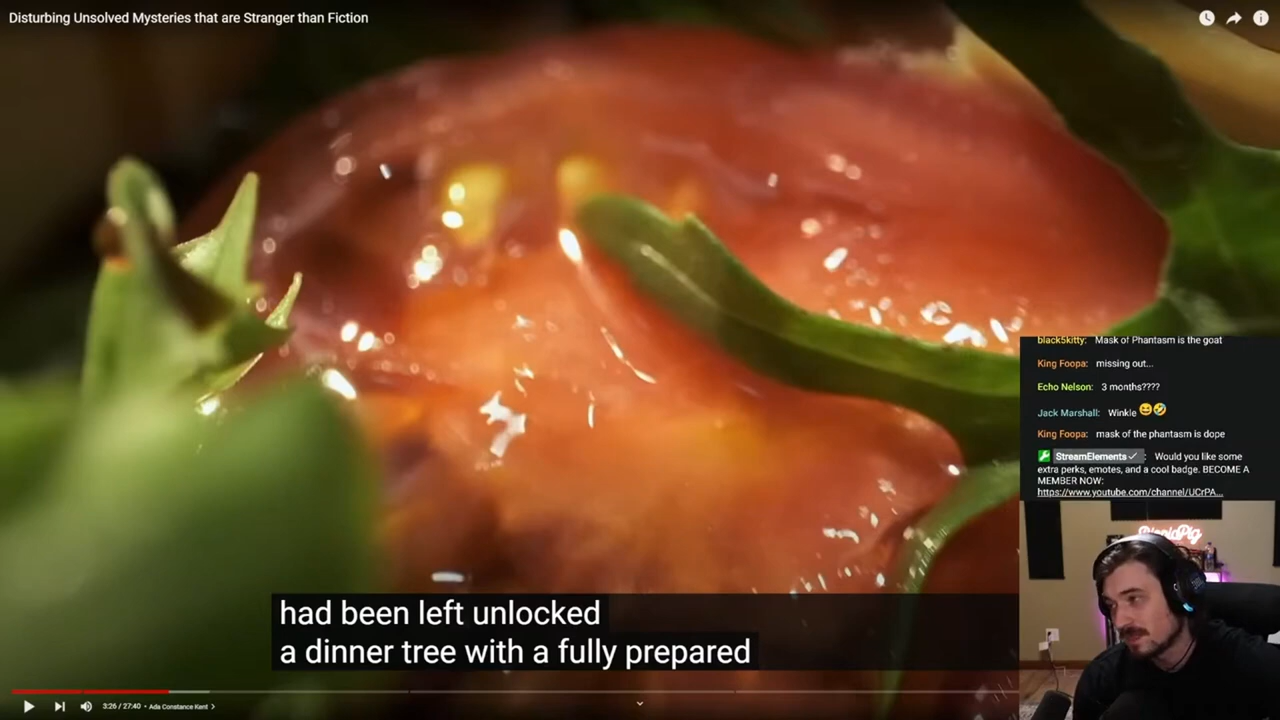 Disturbing Unsolved Mysteries that are Stranger than Fiction
black5kitty: Mask of Phantasm is the goat
King Foopa: missing out...
Echo Nelson: 3 months????
Jack Marshall: Winkle 😆🤣
King Foopa: mask of the phantasm is dope
StreamElements✓: Would you like some
extra perks, emotes, and a cool badge. BECOME A
MEMBER NOW:
https://www.youtube.com/channel/UCrPA...
had been left unlocked
a dinner tree with a fully prepared
3:26 / 27:40 • Ada Constance Kent >